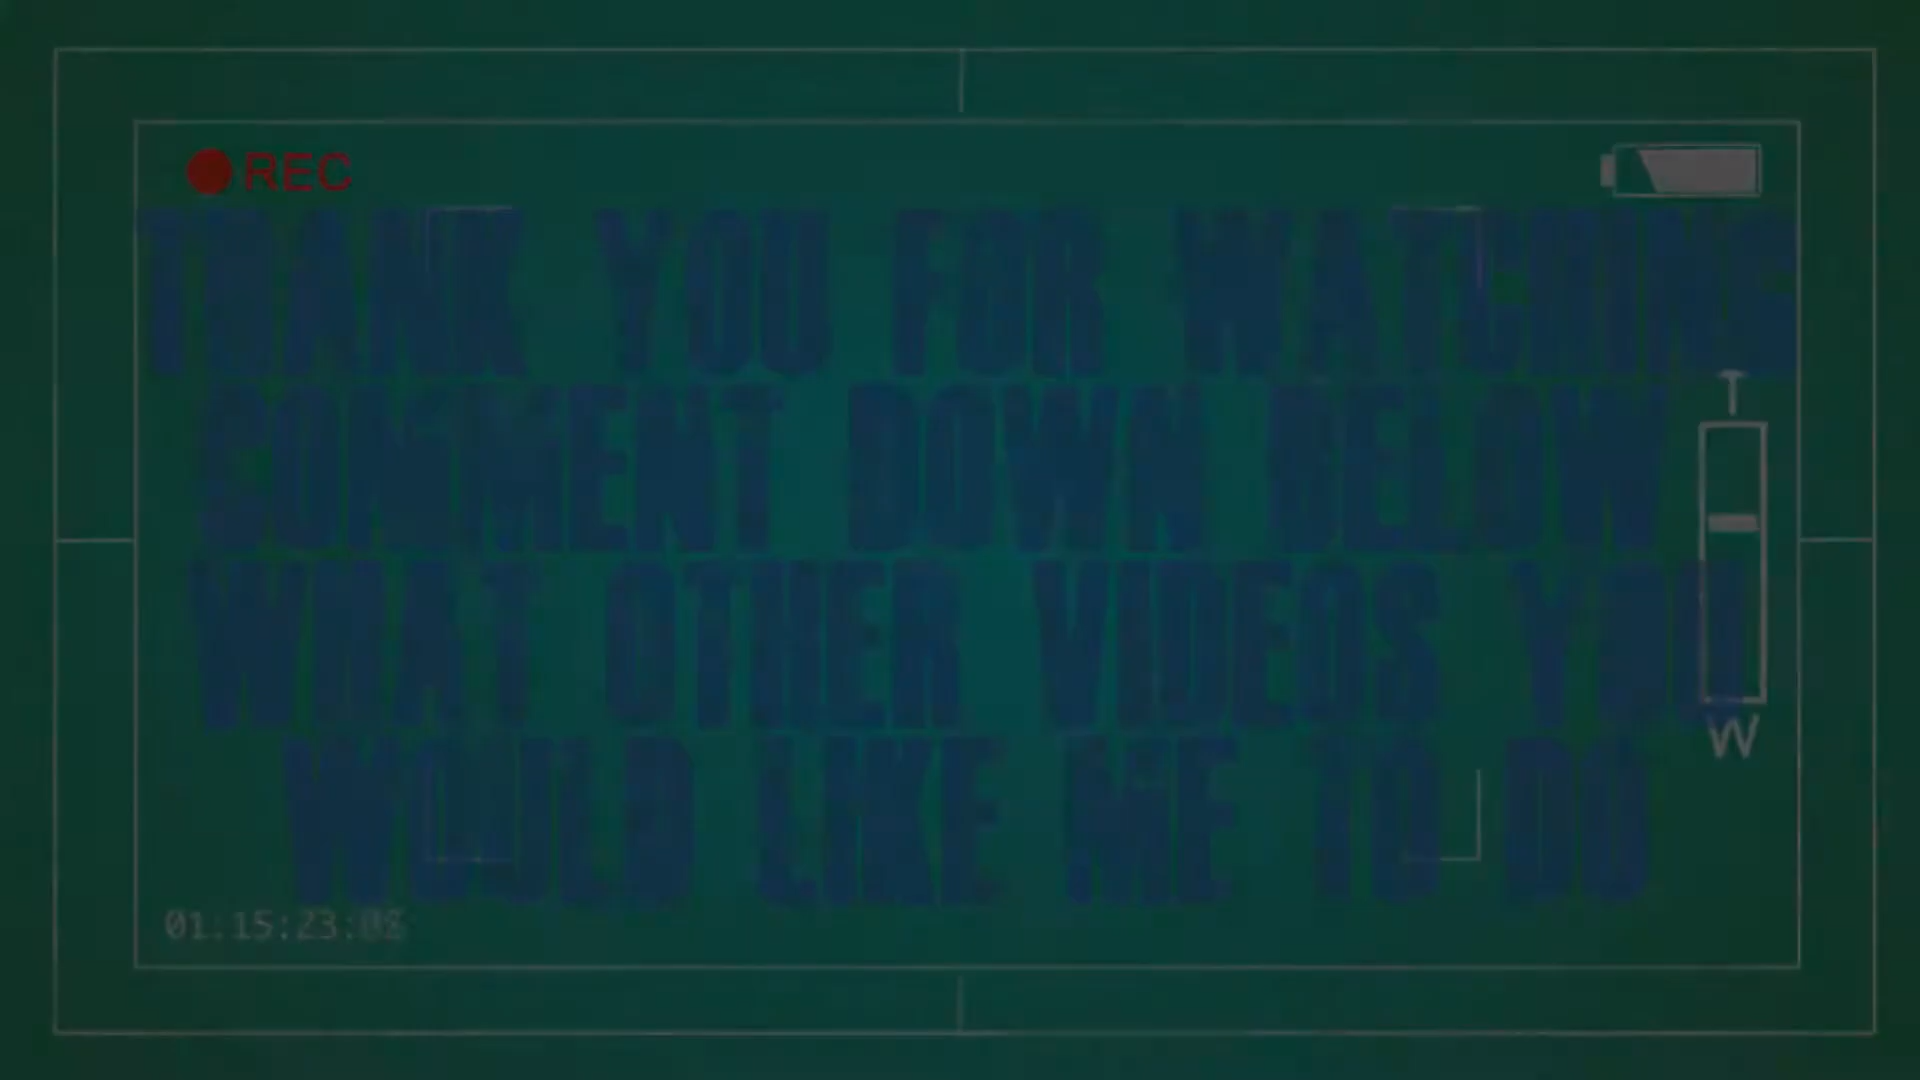 REC
THANK YOU FOR WATCHING
COMMENT DOWN BELOW
T
WHAT OTHER VIDEOS YOU
W
WOULD LIKE ME TO DO
01:15:23: